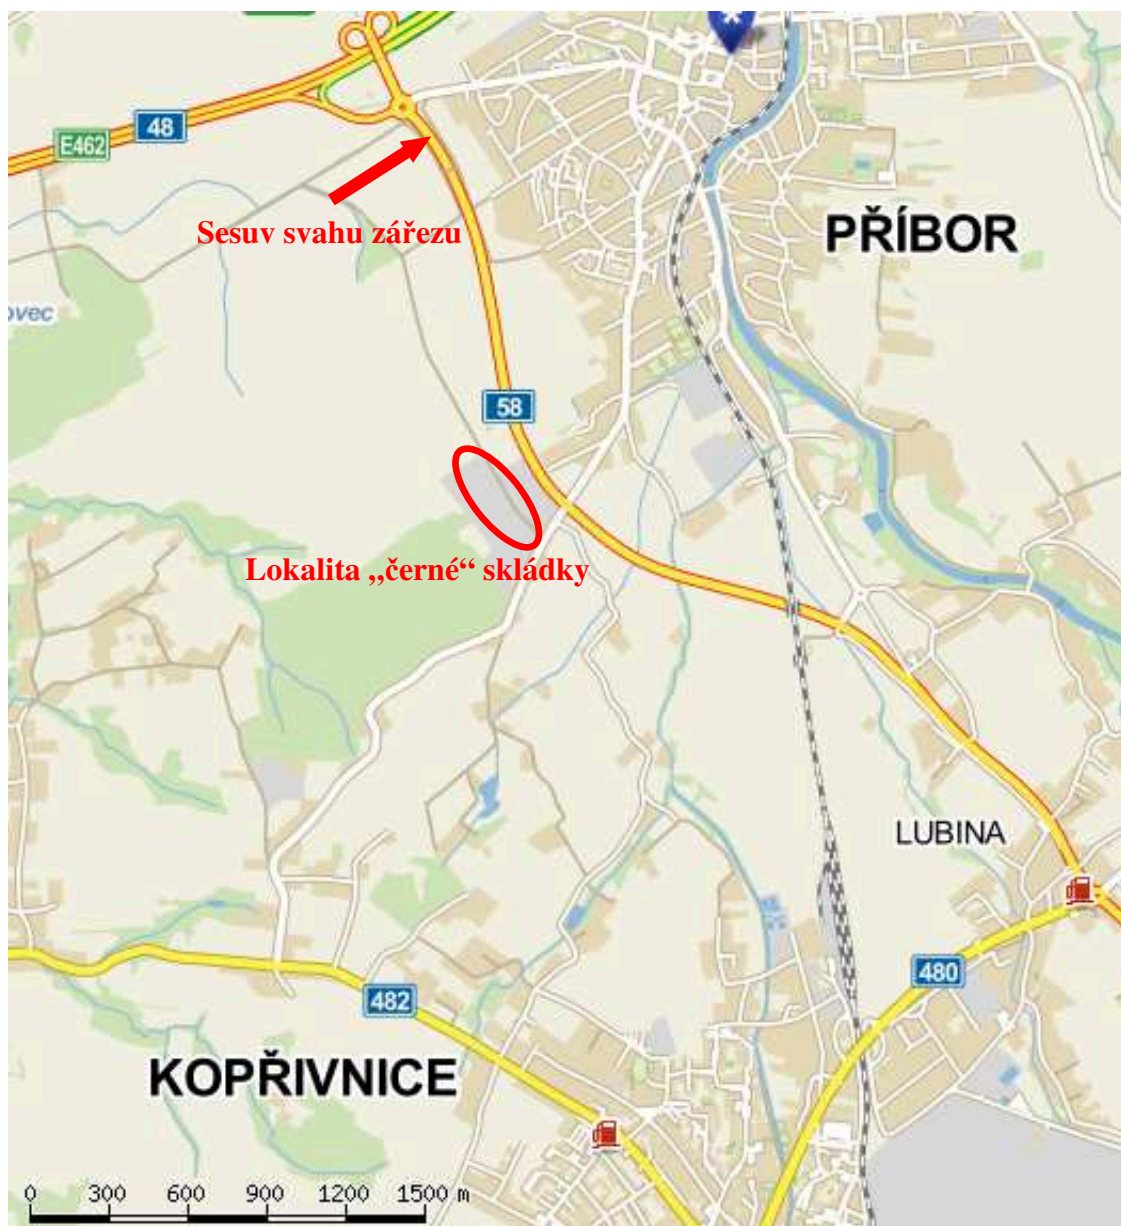 48
E462
Sesuv svahu zářezu
PŘÍBOR
ovec
58
Lokalita „černé“ skládky
LUBINA
480
482
KOPŘIVNICE
0 300 600 900 1200 1500 m